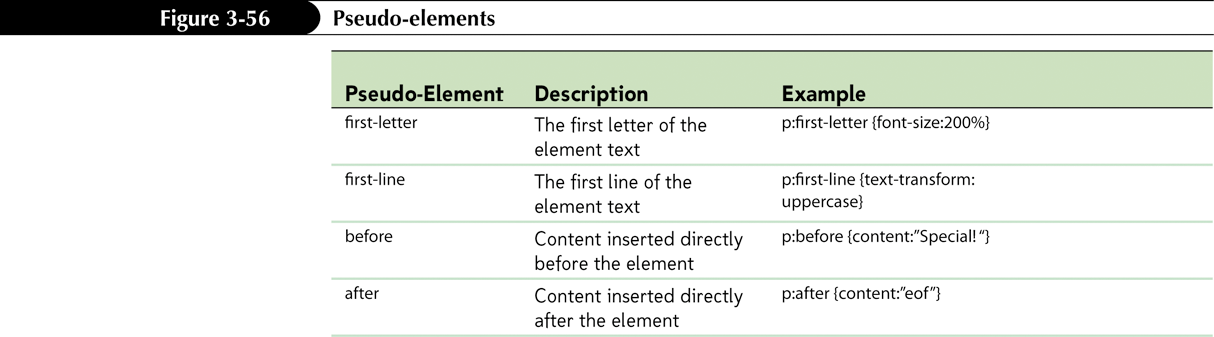 Figure 3-56 Pseudo-elements
Pseudo-Element Description Example
first-letter The first letter of the p:first-letter {font-size:200%}
element text
first-line The first line of the p:first-line {text-transform:
element text uppercase}
before Content inserted directly p:before {content:”Special! “}
before the element
after Content inserted directly p:after {content:”eof”}
after the element